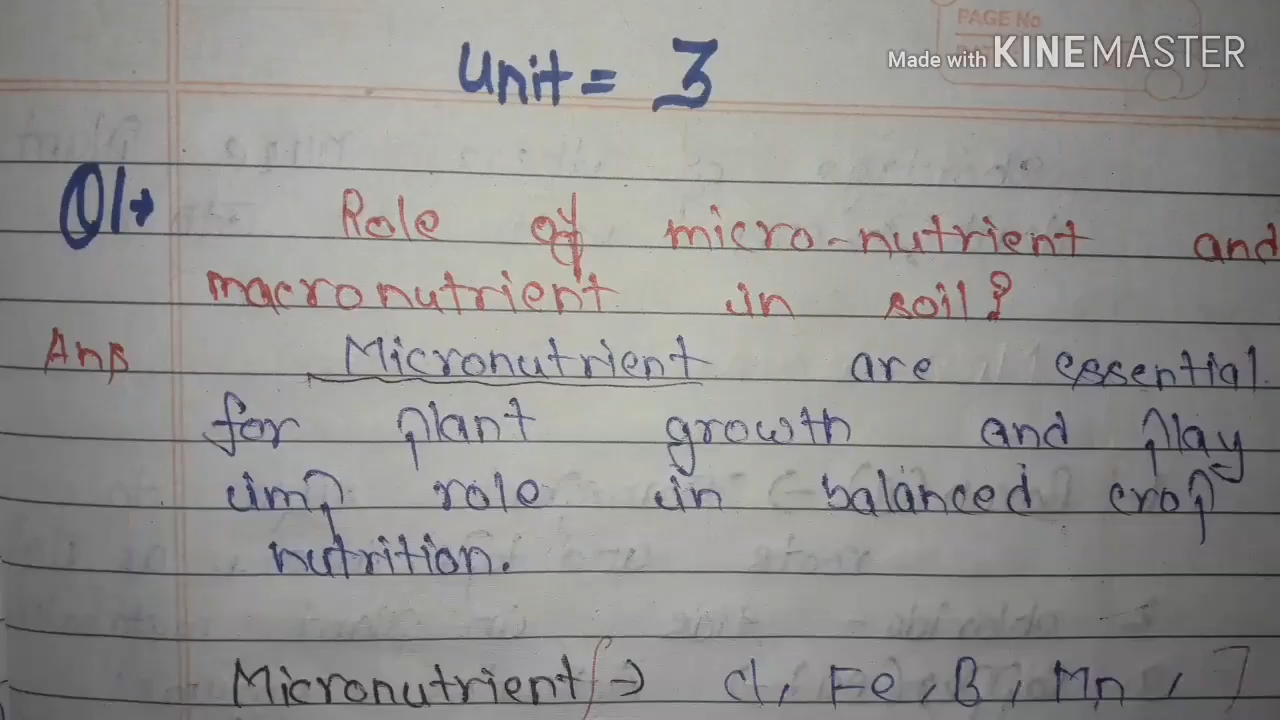 PAGE No
Made with KINEMASTER
Unit = 3
Q1→ Role of micro-nutrient and
macronutrient in soil?
Ans Micronutrient are essential
for plant growth and play
imp role in balanced crop
nutrition.
Micronutrient → Cl, Fe, B, Mn,